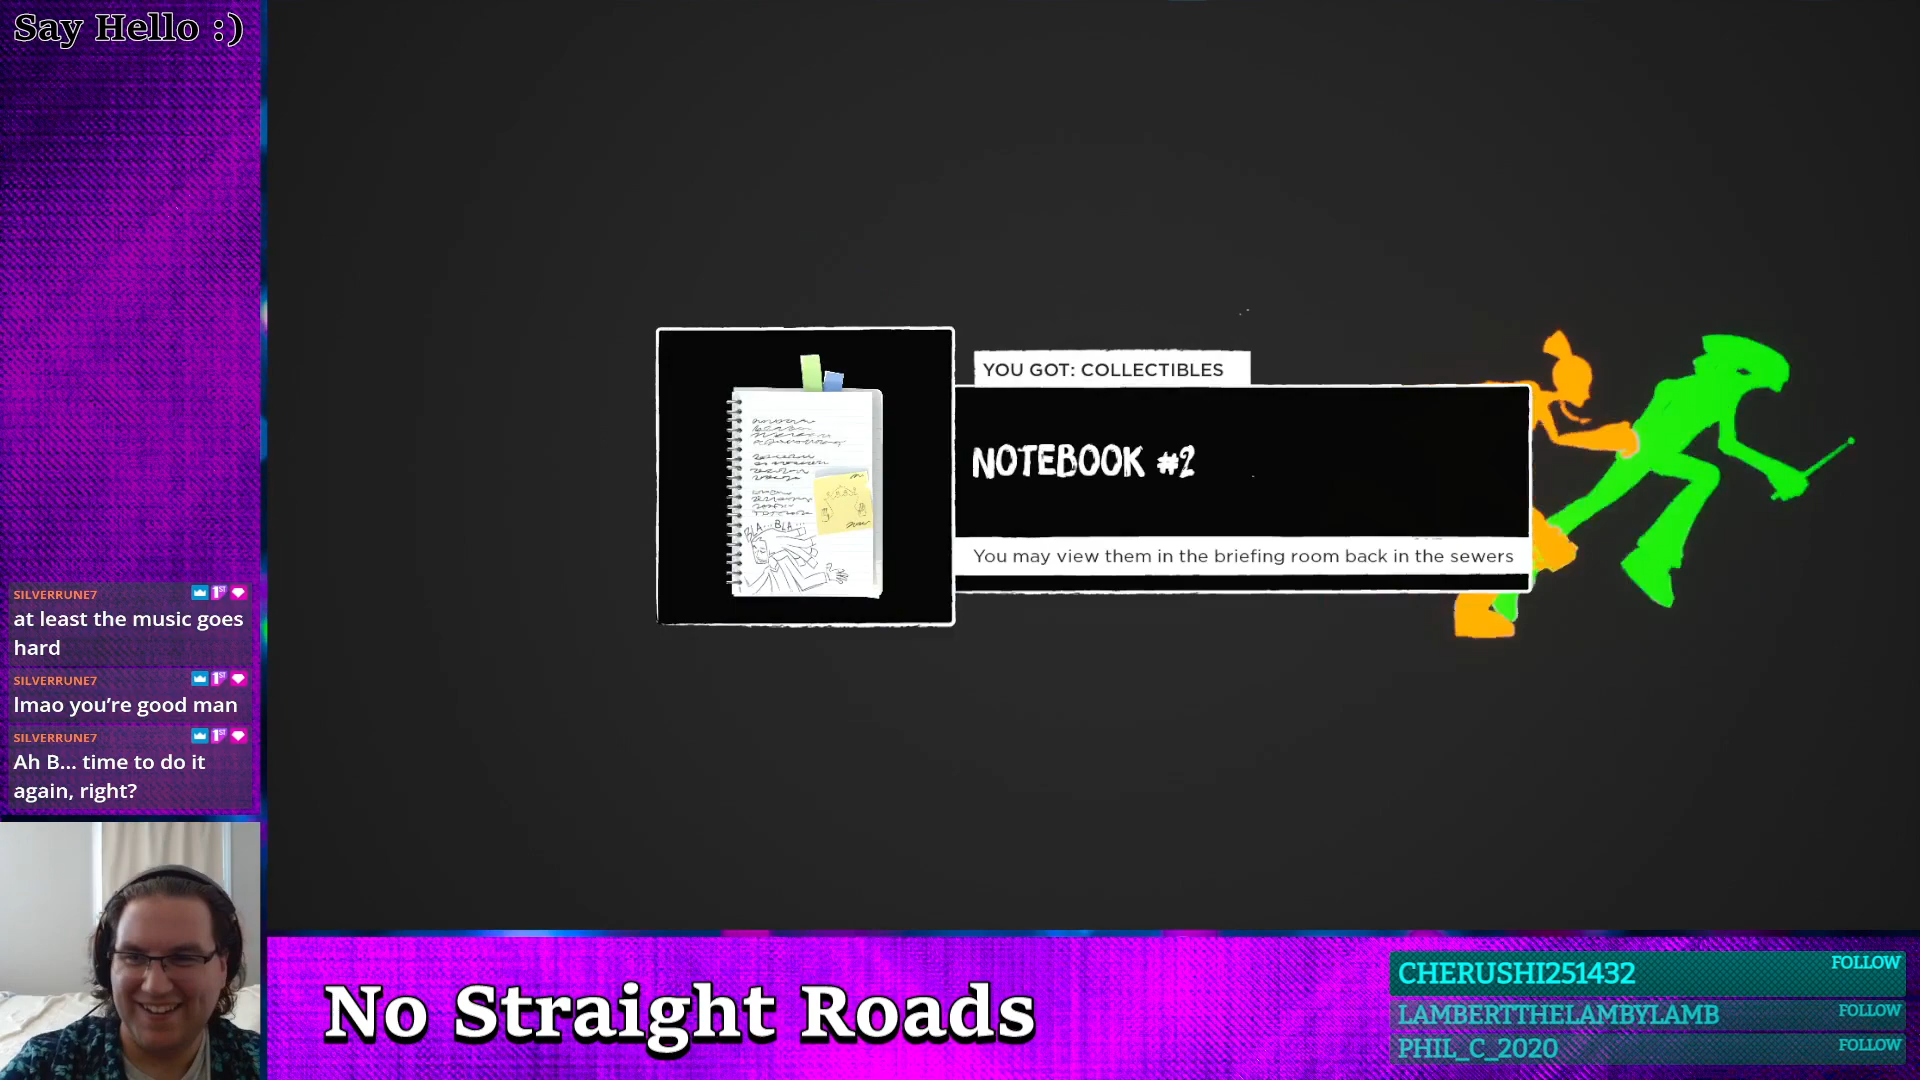 Say Hello :)
SILVERRUNE7
at least the music goes
hard
SILVERRUNE7
lmao you're good man
SILVERRUNE7
Ah B... time to do it
again, right?
YOU GOT: COLLECTIBLES
NOTEBOOK #2
You may view them in the briefing room back in the sewers
BLA...BLA...
No Straight Roads
CHERUSHI251432 FOLLOW
LAMBERTTHELAMBYLAMB FOLLOW
PHIL_C_2020 FOLLOW